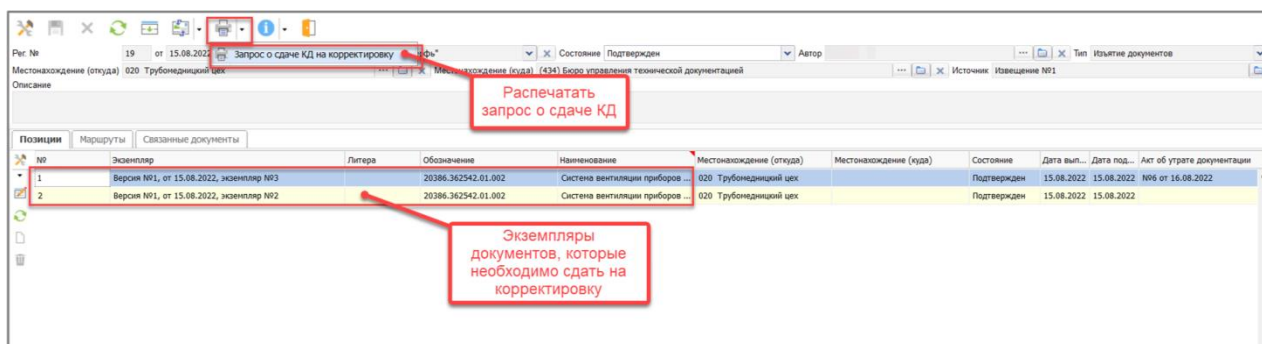 Рег. № 19 от 15.08.2022 Состояние Подтвержден Автор Тип Изъятие документов
Запрос о сдаче КД на корректировку
Местонахождение (откуда) 020 Трубомедницкий цех Местонахождение (куда) (434) Бюро управления технической документацией Источник Извещение №1
Описание
Распечатать
запрос о сдаче КД
Позиции Маршруты Связанные документы
№ Экземпляр Литера Обозначение Наименование Местонахождение (откуда) Местонахождение (куда) Состояние Дата вып... Дата под... Акт об утрате документации
1 Версия №1, от 15.08.2022, экземпляр №3 20386.362542.01.002 Система вентиляции приборов ... 020 Трубомедницкий цех Подтвержден 15.08.2022 15.08.2022 №6 от 16.08.2022
2 Версия №1, от 15.08.2022, экземпляр №2 20386.362542.01.002 Система вентиляции приборов ... 020 Трубомедницкий цех Подтвержден 15.08.2022 15.08.2022
Экземпляры
документов, которые
необходимо сдать на
корректировку